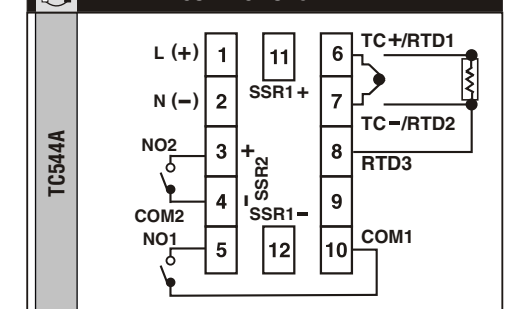 TC544A
L (+) 1 11 6 TC+/RTD1
SSR1+
N (−) 2 7
TC−/RTD2
NO2 3 + 8
RTD3
SSR2
4 - 9
COM2 SSR1−
NO1 COM1
5 12 10